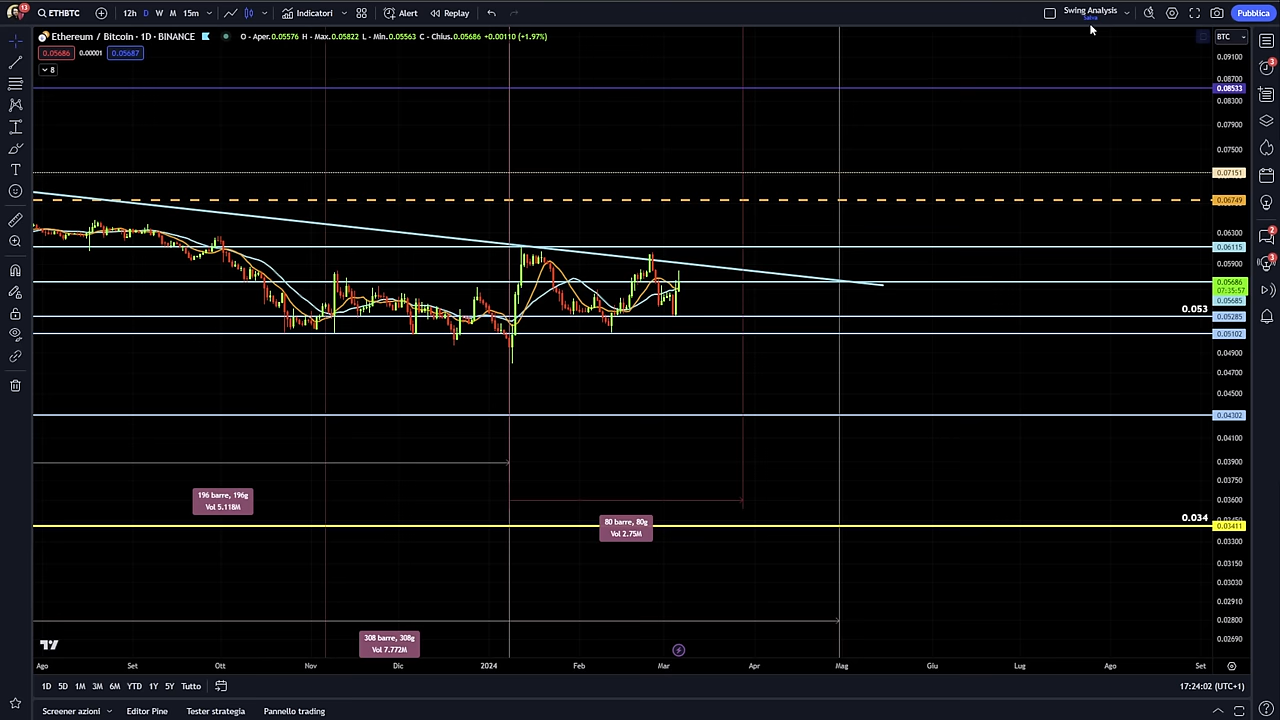 13
ETHBTC
12h D W M 15m
Indicatori
Alert
Replay
Swing Analysis
Salva
Pubblica
Ethereum / Bitcoin · 1D · BINANCE
O - Aper.0.05576 H - Max.0.05822 L - Min.0.05563 C - Chius.0.05686 +0.00110 (+1.97%)
BTC
0.05686 0.00001 0.05687
8
0.09100
0.08700
0.08533
0.08300
0.07900
0.07500
0.07151
0.06749
0.06300
0.06115
0.05900
0.05686
07:35:57
0.05685
0.053
0.05285
0.05102
0.04900
0.04700
0.04500
0.04302
0.04100
0.03900
0.03750
0.03600
0.034
0.03411
0.03300
0.03150
0.03030
0.02910
0.02800
0.02690
196 barre, 196g
Vol 5.118M
80 barre, 80g
Vol 2.75M
308 barre, 308g
Vol 7.772M
3
2
3
Ago Set Ott Nov Dic 2024 Feb Mar Apr Mag Giu Lug Ago Set
1D 5D 1M 3M 6M YTD 1Y 5Y Tutto
17:24:02 (UTC+1)
Screener azioni Editor Pine Tester strategia Pannello trading